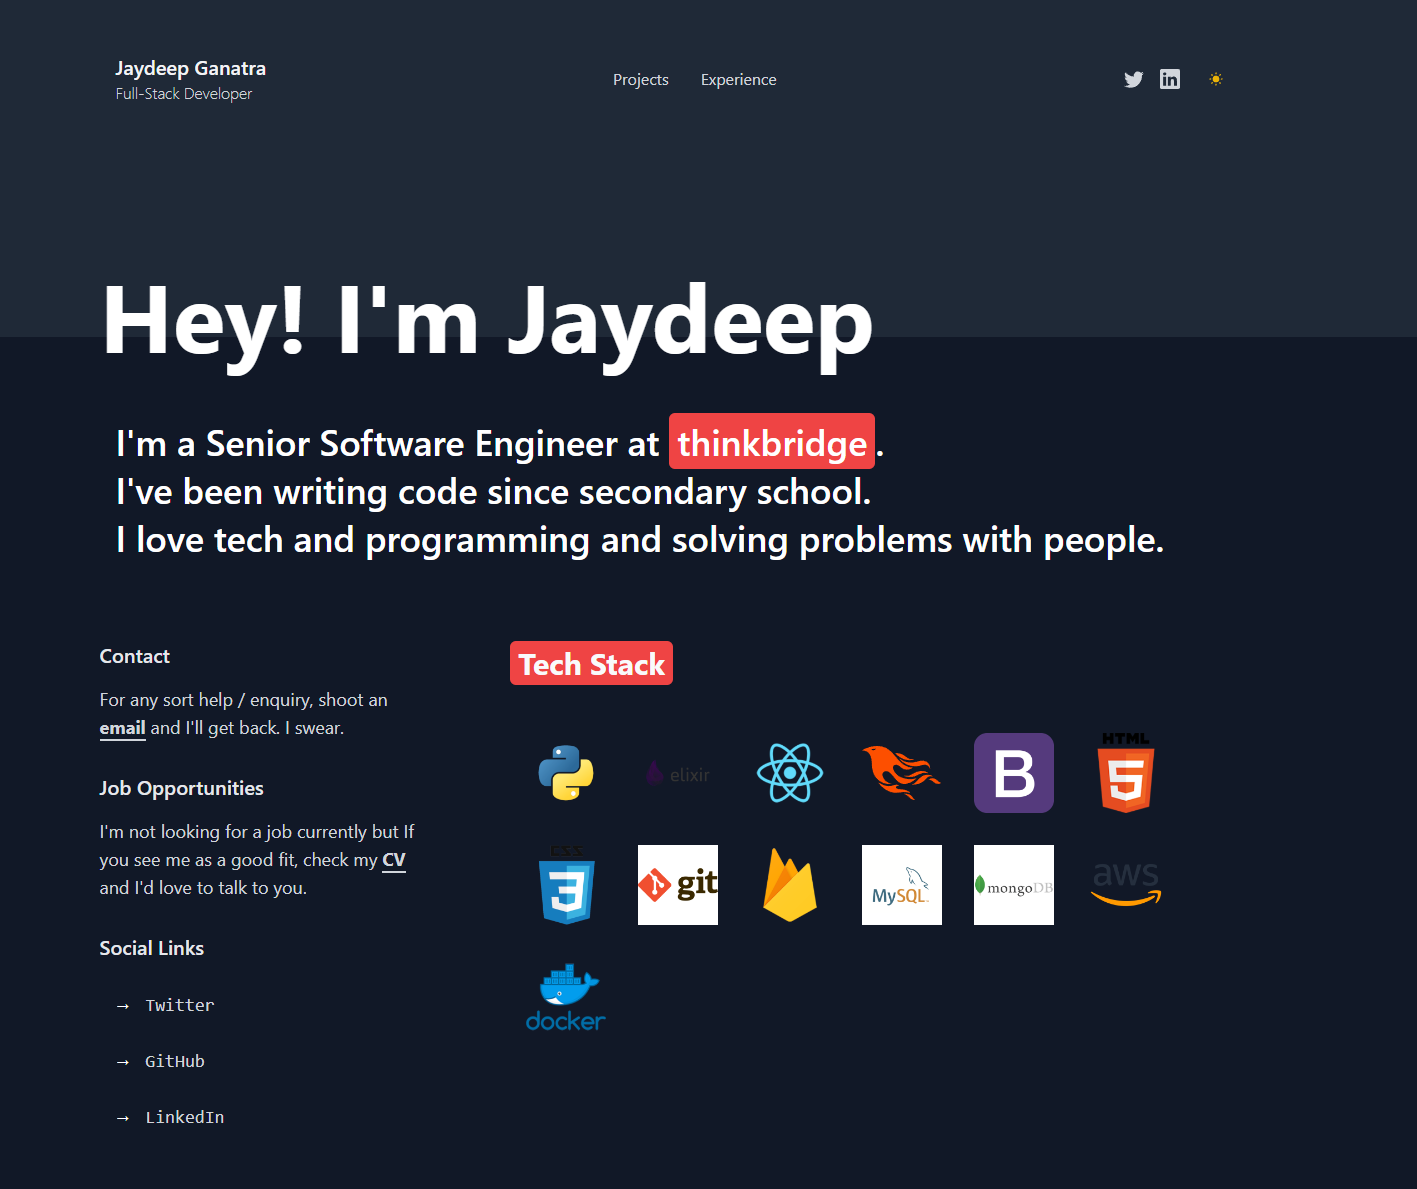 Jaydeep Ganatra
Full-Stack Developer
Projects Experience
Hey! I'm Jaydeep
I'm a Senior Software Engineer at thinkbridge.
I've been writing code since secondary school.
I love tech and programming and solving problems with people.
Contact
For any sort help / enquiry, shoot an
email and I'll get back. I swear.
Job Opportunities
I'm not looking for a job currently but If
you see me as a good fit, check my CV
and I'd love to talk to you.
Social Links
→ Twitter
→ GitHub
→ LinkedIn
Tech Stack
elixir
B
HTML
5
CSS
3
git
MySQL
mongoDB
aws
docker